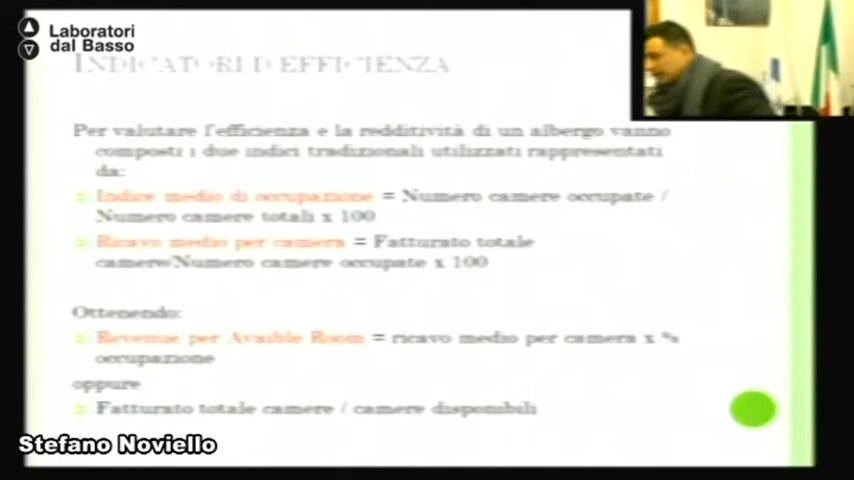 Laboratori
dal Basso
INDICATORI D'EFFICIENZA
Per valutare l'efficienza e la redditività di un albergo vanno
composti i due indici tradizionali utilizzati rappresentati
da:
Indice medio di occupazione = Numero camere occupate /
Numero camere totali x 100
Ricavo medio per camera = Fatturato totale
camere/Numero camere occupate x 100
Ottenendo:
Revenue per Avaible Room = ricavo medio per camera x %
occupazione
oppure
Fatturato totale camere / camere disponibili
Stefano Noviello